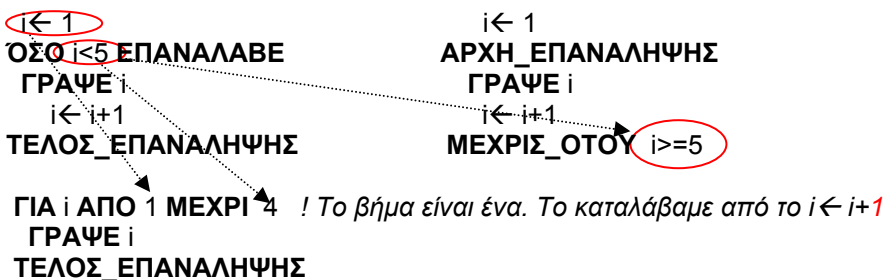 i← 1
ΌΣΟ i<5 ΕΠΑΝΑΛΑΒΕ
ΓΡΑΨΕ i
i← i+1
ΤΕΛΟΣ_ΕΠΑΝΑΛΗΨΗΣ
i← 1
ΑΡΧΗ_ΕΠΑΝΑΛΗΨΗΣ
ΓΡΑΨΕ i
i← i+1
ΜΕΧΡΙΣ_ΟΤΟΥ i>=5
ΓΙΑ i ΑΠΟ 1 ΜΕΧΡΙ 4 ! Το βήμα είναι ένα. Το καταλάβαμε από το i← i+1
ΓΡΑΨΕ i
ΤΕΛΟΣ_ΕΠΑΝΑΛΗΨΗΣ